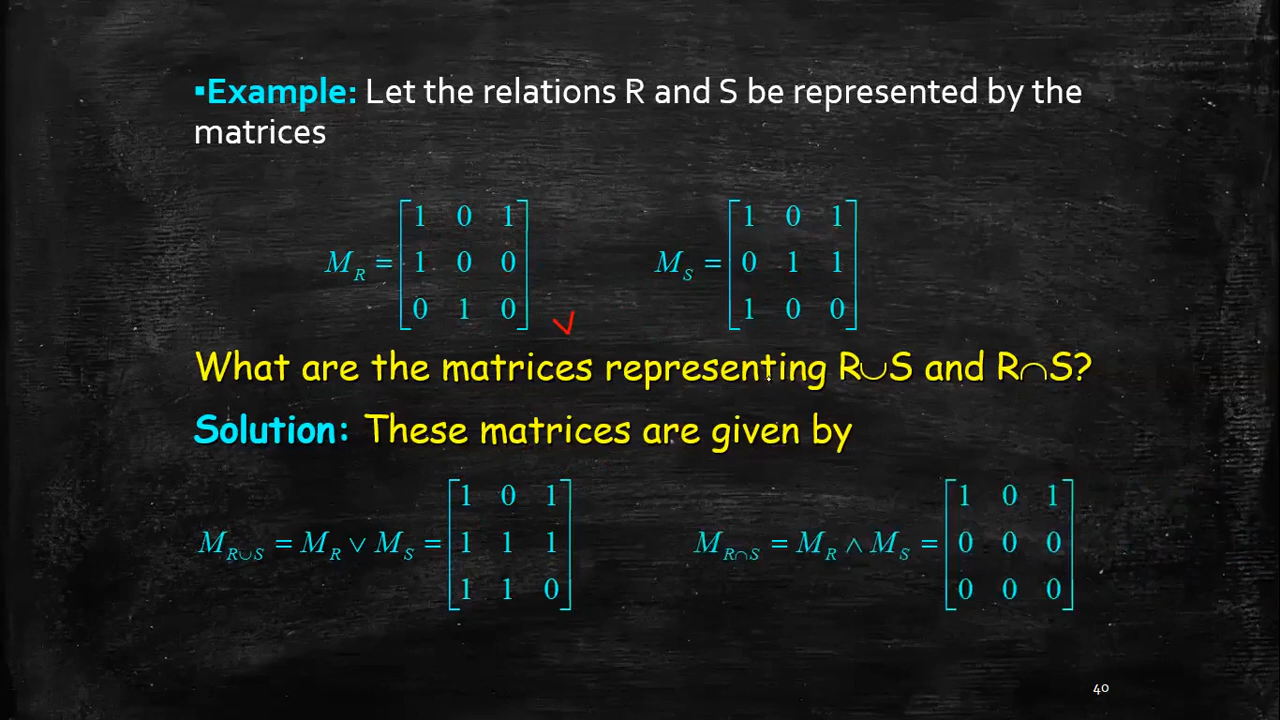 ▪Example: Let the relations R and S be represented by the
matrices
M_R = [1 0 1; 1 0 0; 0 1 0]   M_S = [1 0 1; 0 1 1; 1 0 0]
∨
What are the matrices representing R∪S and R∩S?
Solution: These matrices are given by
M_{R∪S} = M_R ∨ M_S = [1 0 1; 1 1 1; 1 1 0]   M_{R∩S} = M_R ∧ M_S = [1 0 1; 0 0 0; 0 0 0]
40